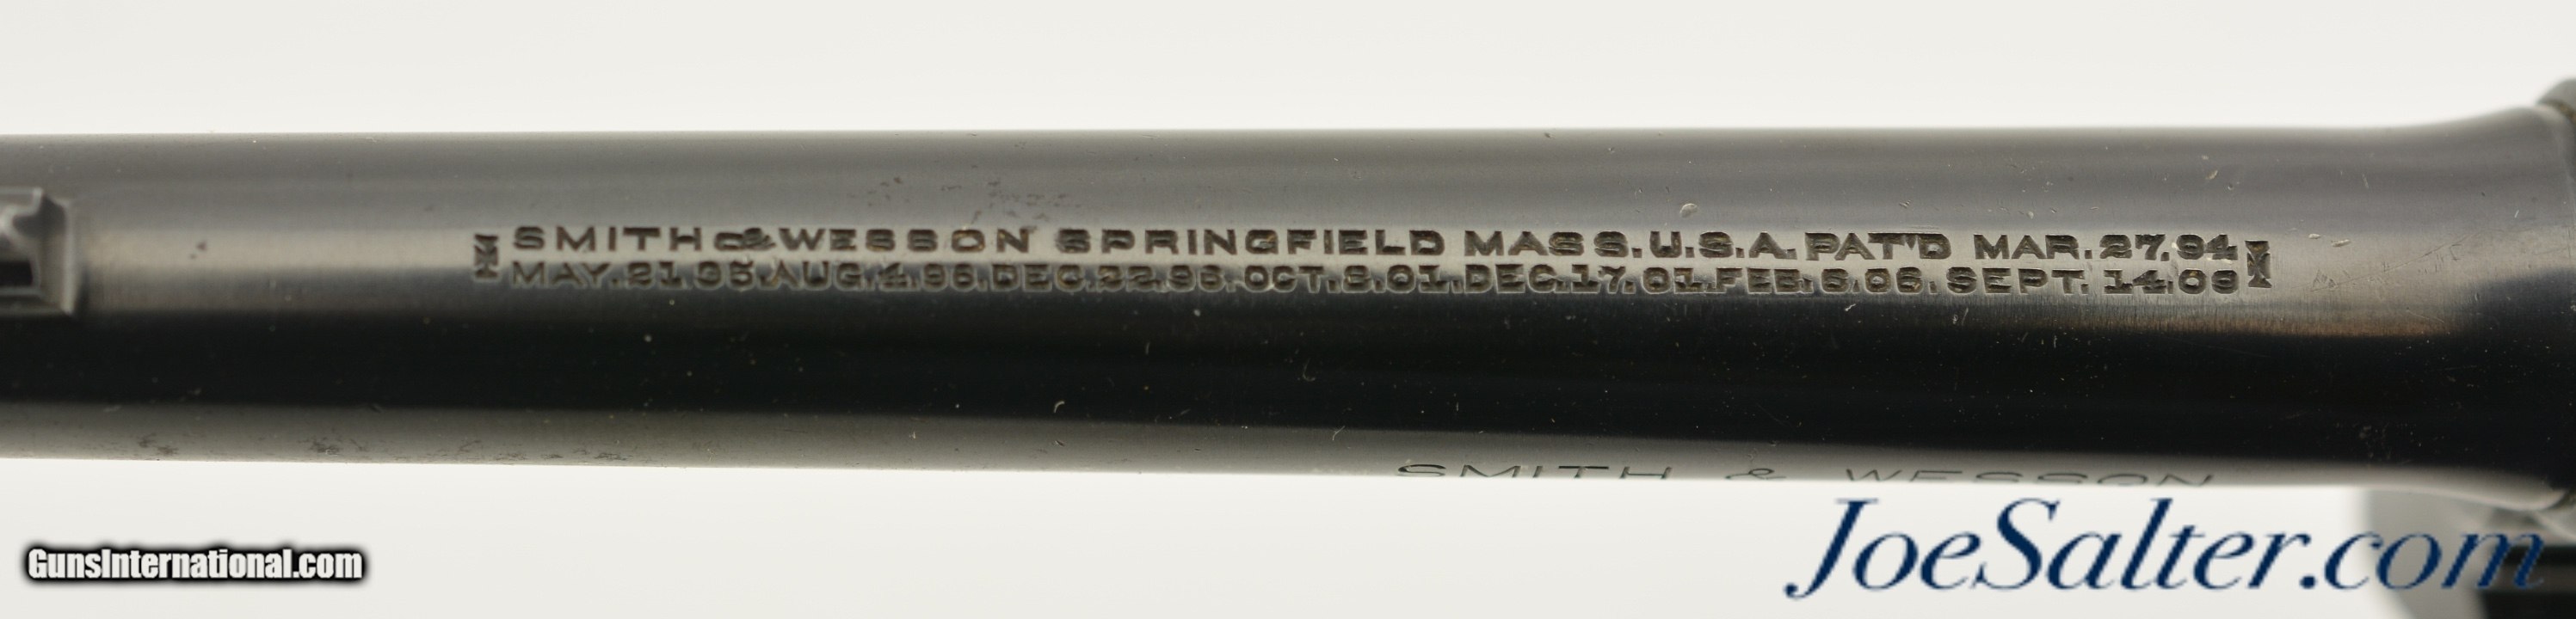 SMITH & WESSON SPRINGFIELD MASS. U.S.A. PAT'D MAR. 27. 94
MAY. 21 95. AUG. 4. 96. DEC. 22. 96. OCT. 8. 01. DEC. 17. 01. FEB. 6. 06. SEPT. 14. 09
SMITH & WESSON
GunsInternational.com
JoeSalter.com